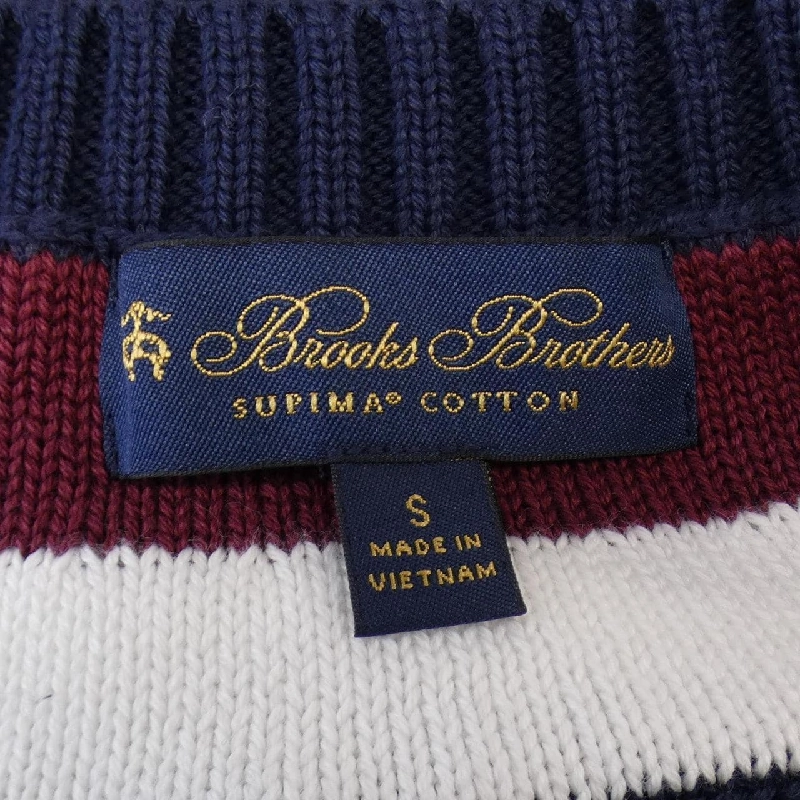 Brooks Brothers
SUPIMA® COTTON
S
MADE IN
VIETNAM